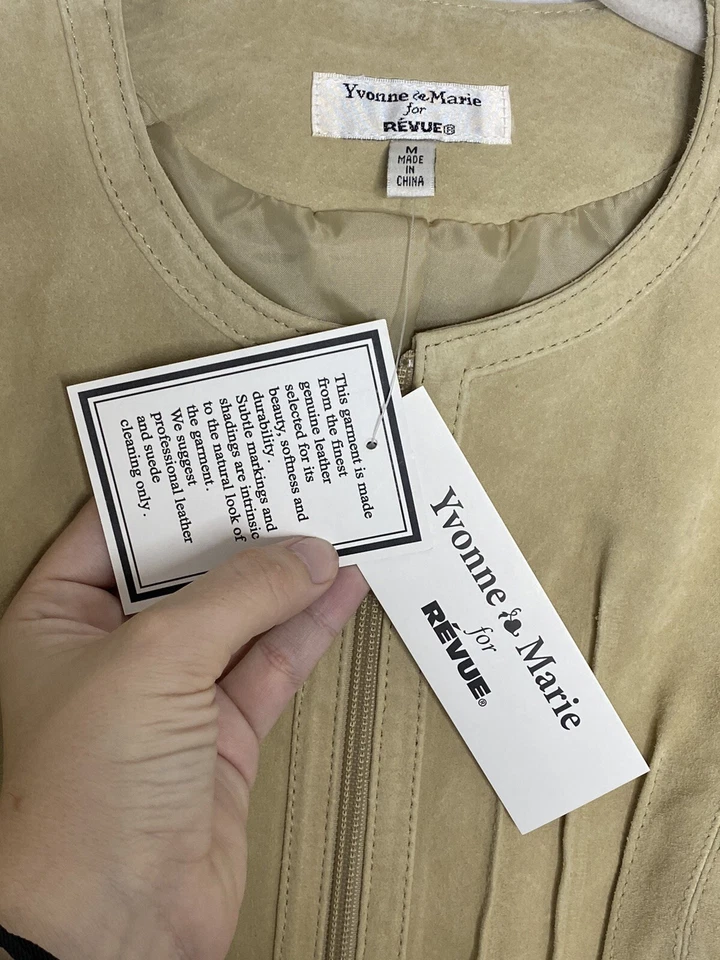 Yvonne & Marie
for
RÉVUE®
M
MADE
IN
CHINA
This garment is made
from the finest
genuine leather
selected for its
beauty, softness and
durability.
Subtle markings and
shadings are intrinsic
to the natural look of
the garment.
We suggest
professional leather
and suede
cleaning only.
Yvonne & Marie
for
RÉVUE®